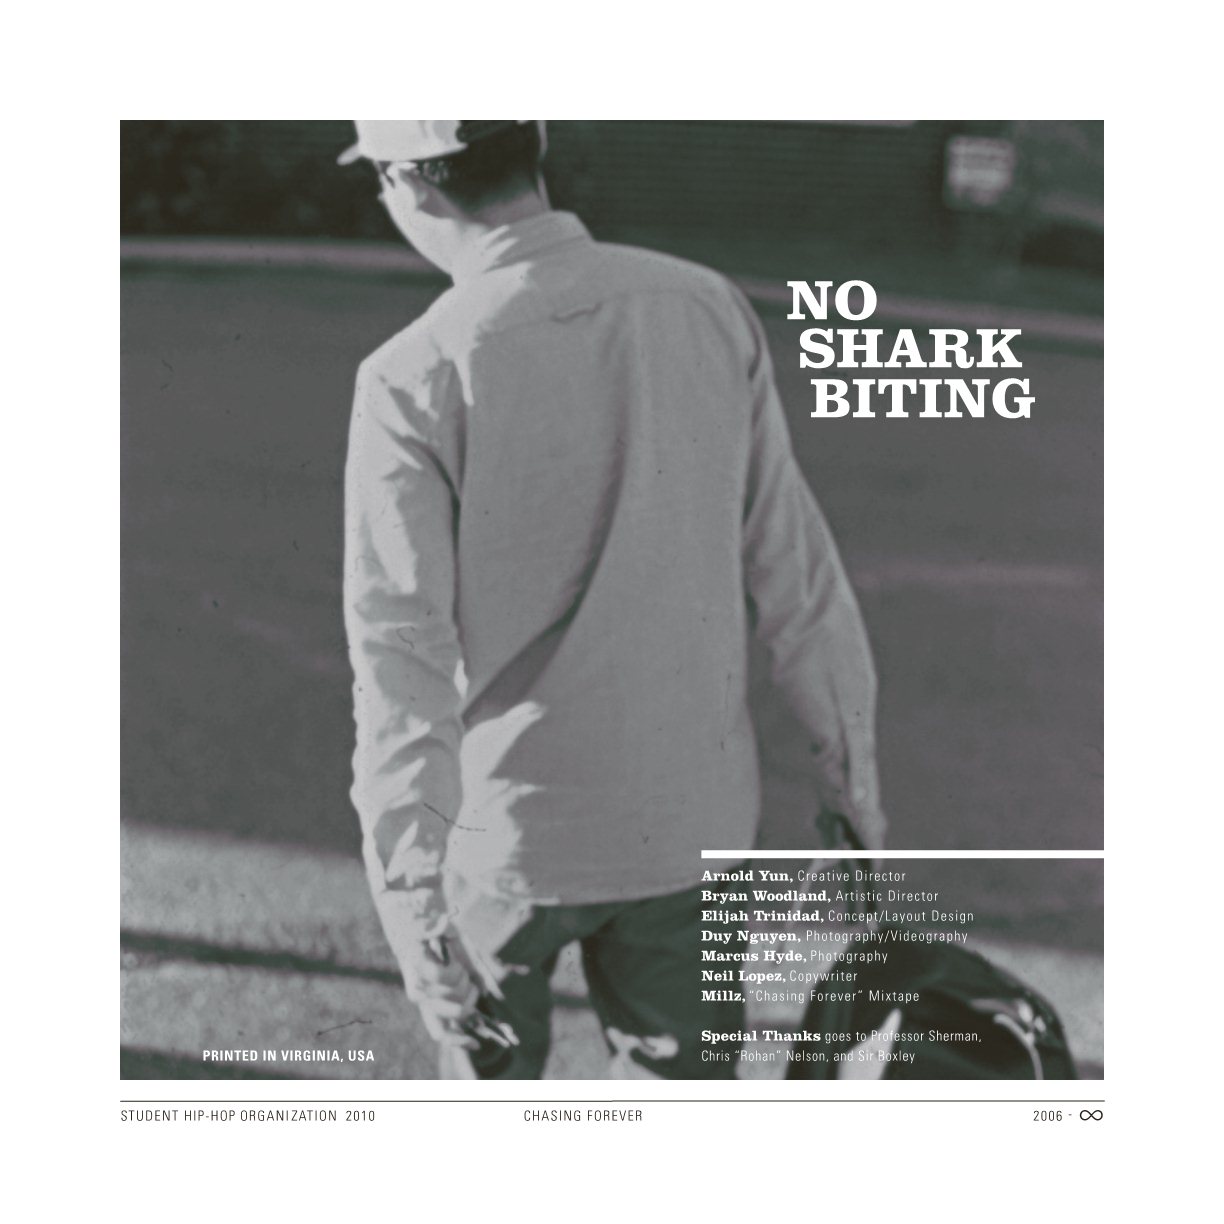 NO
SHARK
BITING
Arnold Yun, Creative Director
Bryan Woodland, Artistic Director
Elijah Trinidad, Concept/Layout Design
Duy Nguyen, Photography/Videography
Marcus Hyde, Photography
Neil Lopez, Copywriter
Millz, “Chasing Forever” Mixtape
Special Thanks goes to Professor Sherman,
Chris “Rohan” Nelson, and Sir Boxley
PRINTED IN VIRGINIA, USA
STUDENT HIP-HOP ORGANIZATION 2010 CHASING FOREVER 2006 - ∞